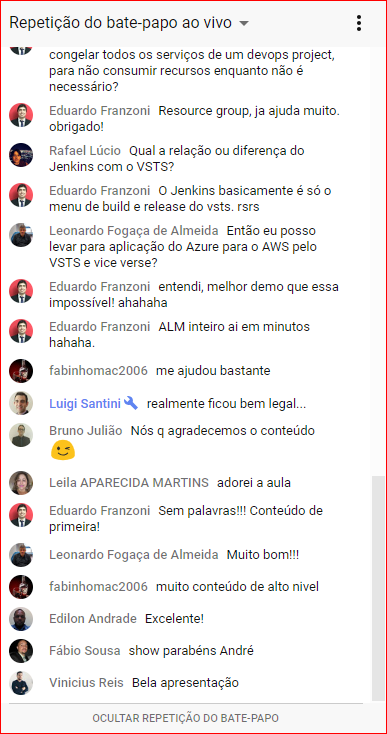 Repetição do bate-papo ao vivo
congelar todos os serviços de um devops project,
para não consumir recursos enquanto não é
necessário?
Eduardo Franzoni Resource group, ja ajuda muito.
obrigado!
Rafael Lúcio Qual a relação ou diferença do
Jenkins com o VSTS?
Eduardo Franzoni O Jenkins basicamente é só o
menu de build e release do vsts. rsrs
Leonardo Fogaça de Almeida Então eu posso
levar para aplicação do Azure para o AWS pelo
VSTS e vice verse?
Eduardo Franzoni entendi, melhor demo que essa
impossível! ahahaha
Eduardo Franzoni ALM inteiro ai em minutos
hahaha.
fabinhomac2006 me ajudou bastante
Luigi Santini realmente ficou bem legal...
Bruno Julião Nós q agradecemos o conteúdo
😉
Leila APARECIDA MARTINS adorei a aula
Eduardo Franzoni Sem palavras!!! Conteúdo de
primeira!
Leonardo Fogaça de Almeida Muito bom!!!
fabinhomac2006 muito conteúdo de alto nivel
Edilon Andrade Excelente!
Fábio Sousa show parabéns André
Vinicius Reis Bela apresentação
OCULTAR REPETIÇÃO DO BATE-PAPO